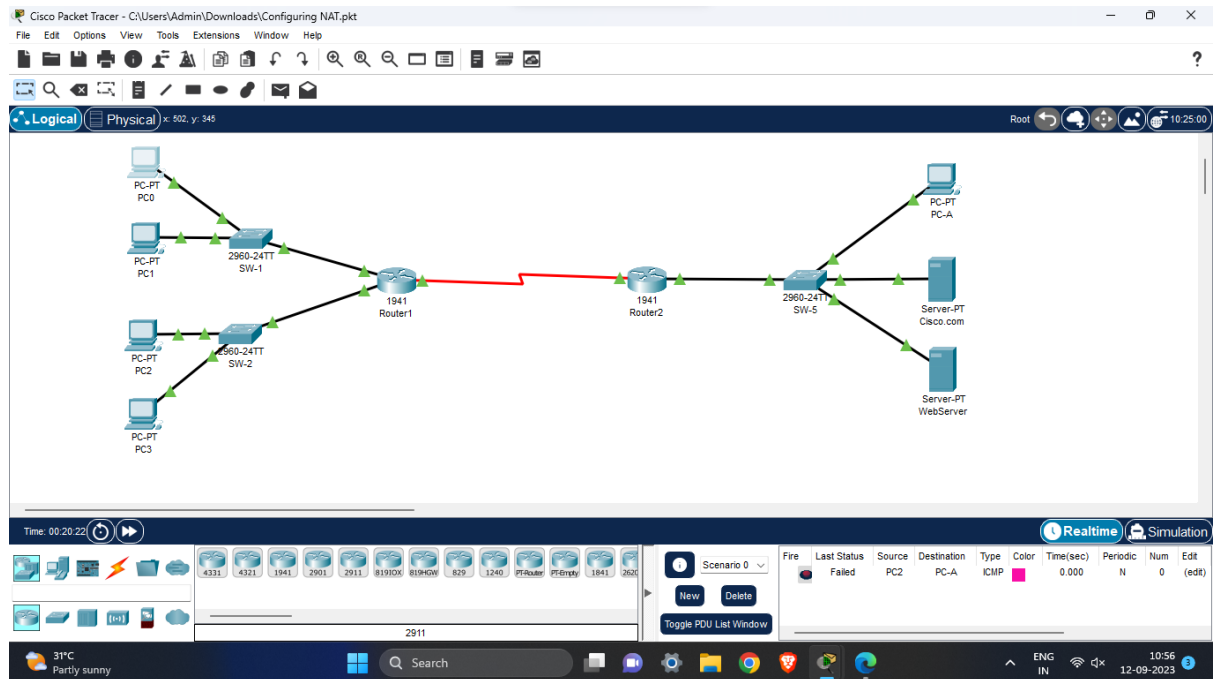 Cisco Packet Tracer - C:\Users\Admin\Downloads\Configuring NAT.pkt
File Edit Options View Tools Extensions Window Help
?
Logical Physical x: 502, y: 345 Root 10:25:00
PC-PT
PC0
PC-PT
PC1
2960-24TT
SW-1
PC-PT
PC2
2960-24TT
SW-2
PC-PT
PC3
1941
Router1
1941
Router2
2960-24TT
SW-5
PC-PT
PC-A
Server-PT
Cisco.com
Server-PT
WebServer
Time: 00:20:22 Realtime Simulation
4331 4321 1941 2901 2911 819IOX 819HGW 829 1240 PT-Router PT-Empty 1841 262
2911
Scenario 0
New Delete
Toggle PDU List Window
Fire Last Status Source Destination Type Color Time(sec) Periodic Num Edit
Failed PC2 PC-A ICMP 0.000 N 0 (edit)
31°C
Partly sunny
Search
ENG
IN
10:56
12-09-2023
3